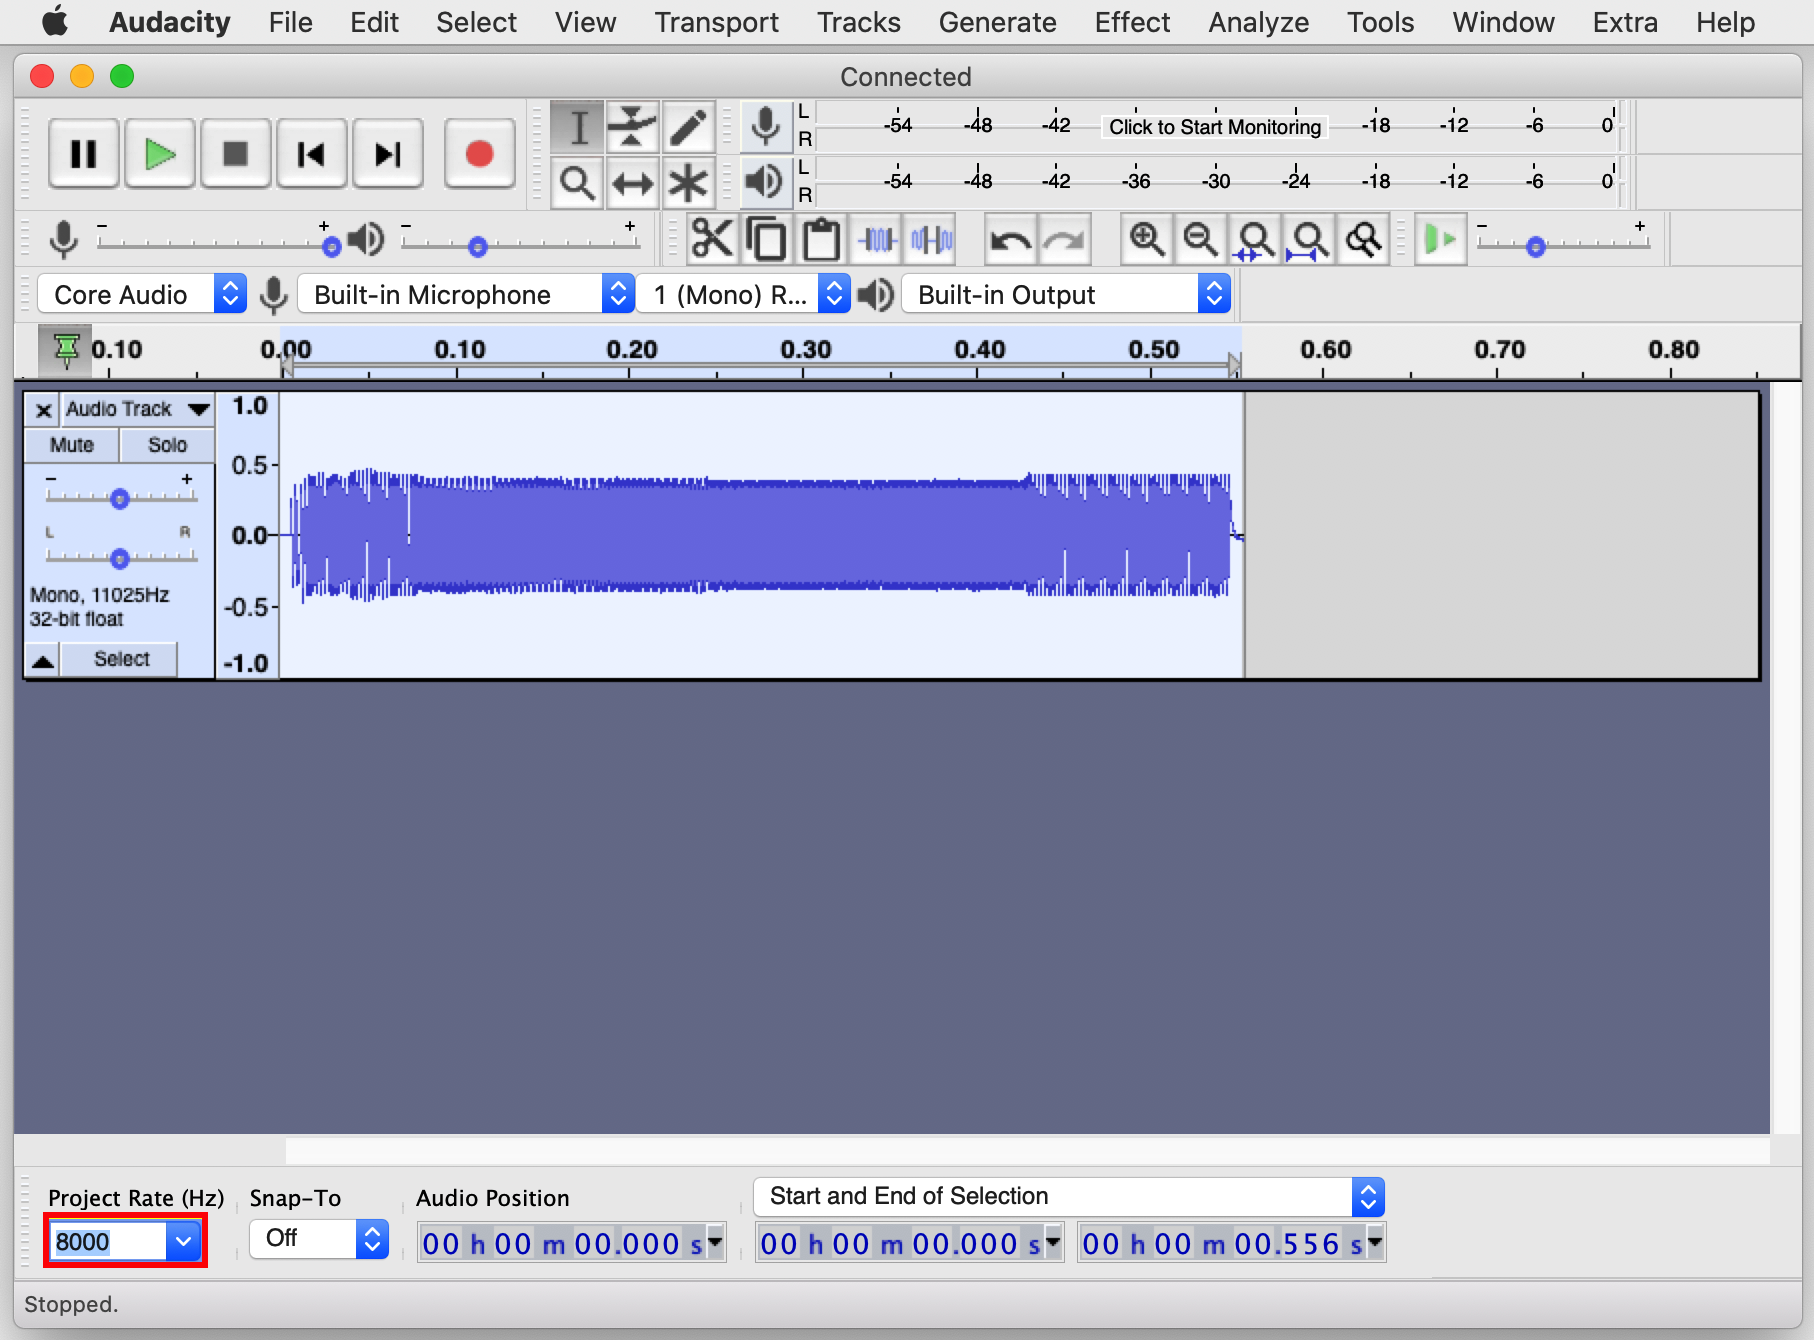 Audacity File Edit Select View Transport Tracks Generate Effect Analyze Tools Window Extra Help
Connected
L -54 -48 -42 Click to Start Monitoring -18 -12 -6 0
R
L -54 -48 -42 -36 -30 -24 -18 -12 -6 0
R
- + - + - +
Core Audio Built-in Microphone 1 (Mono) R... Built-in Output
0.10 0.00 0.10 0.20 0.30 0.40 0.50 0.60 0.70 0.80
Audio Track 1.0
Mute Solo
0.5
- +
L R
0.0
Mono, 11025Hz
32-bit float
-0.5
Select -1.0
Project Rate (Hz) Snap-To Audio Position Start and End of Selection
8000 Off 00 h 00 m 00.000 s 00 h 00 m 00.000 s 00 h 00 m 00.556 s
Stopped.